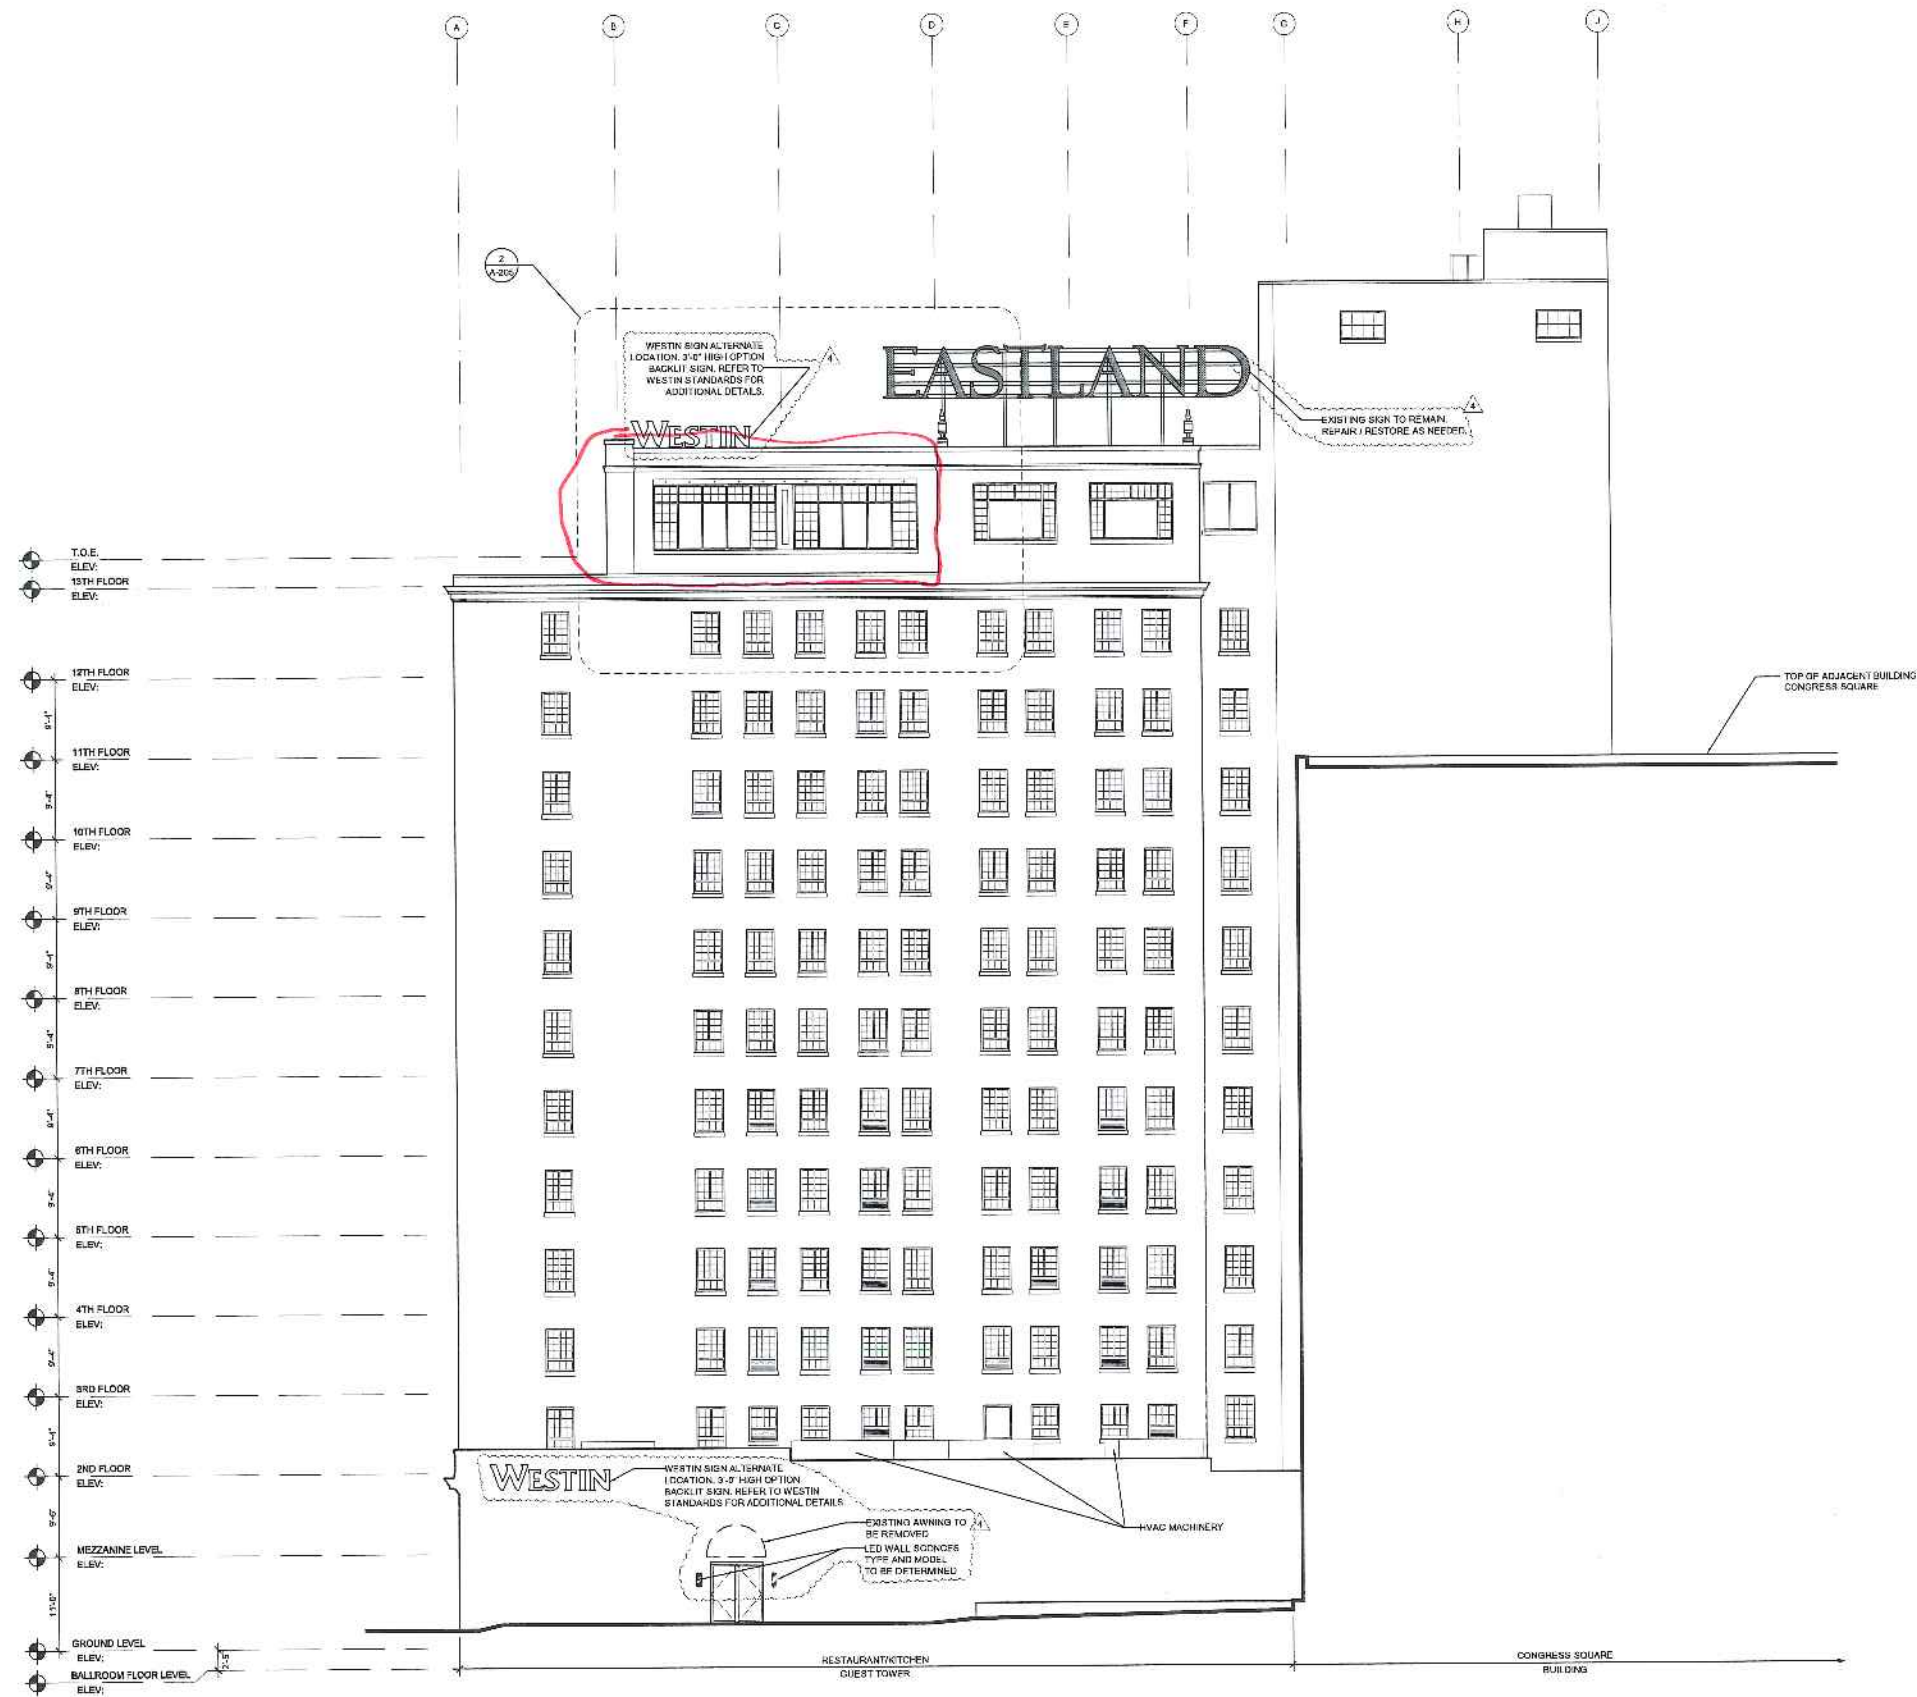 A
B
C
D
E
F
G
H
J
2
A-205
WESTIN SIGN ALTERNATE
LOCATION. 3'-0" HIGH OPTION
BACKLIT SIGN. REFER TO
WESTIN STANDARDS FOR
ADDITIONAL DETAILS.
4
EASTLAND
WESTIN
4
EXISTING SIGN TO REMAIN.
REPAIR / RESTORE AS NEEDED.
T.O.E.
ELEV:
13TH FLOOR
ELEV:
12TH FLOOR
ELEV:
TOP OF ADJACENT BUILDING
CONGRESS SQUARE
11TH FLOOR
ELEV:
10TH FLOOR
ELEV:
9TH FLOOR
ELEV:
8TH FLOOR
ELEV:
7TH FLOOR
ELEV:
6TH FLOOR
ELEV:
5TH FLOOR
ELEV:
4TH FLOOR
ELEV:
3RD FLOOR
ELEV:
2ND FLOOR
ELEV:
WESTIN
WESTIN SIGN ALTERNATE
LOCATION. 3'-0" HIGH OPTION
BACKLIT SIGN. REFER TO WESTIN
STANDARDS FOR ADDITIONAL DETAILS
EXISTING AWNING TO
BE REMOVED
4
HVAC MACHINERY
LED WALL SCONCES
TYPE AND MODEL
TO BE DETERMINED
MEZZANINE LEVEL
ELEV:
GROUND LEVEL
ELEV:
BALLROOM FLOOR LEVEL
ELEV:
RESTAURANT/KITCHEN
GUEST TOWER
CONGRESS SQUARE
BUILDING